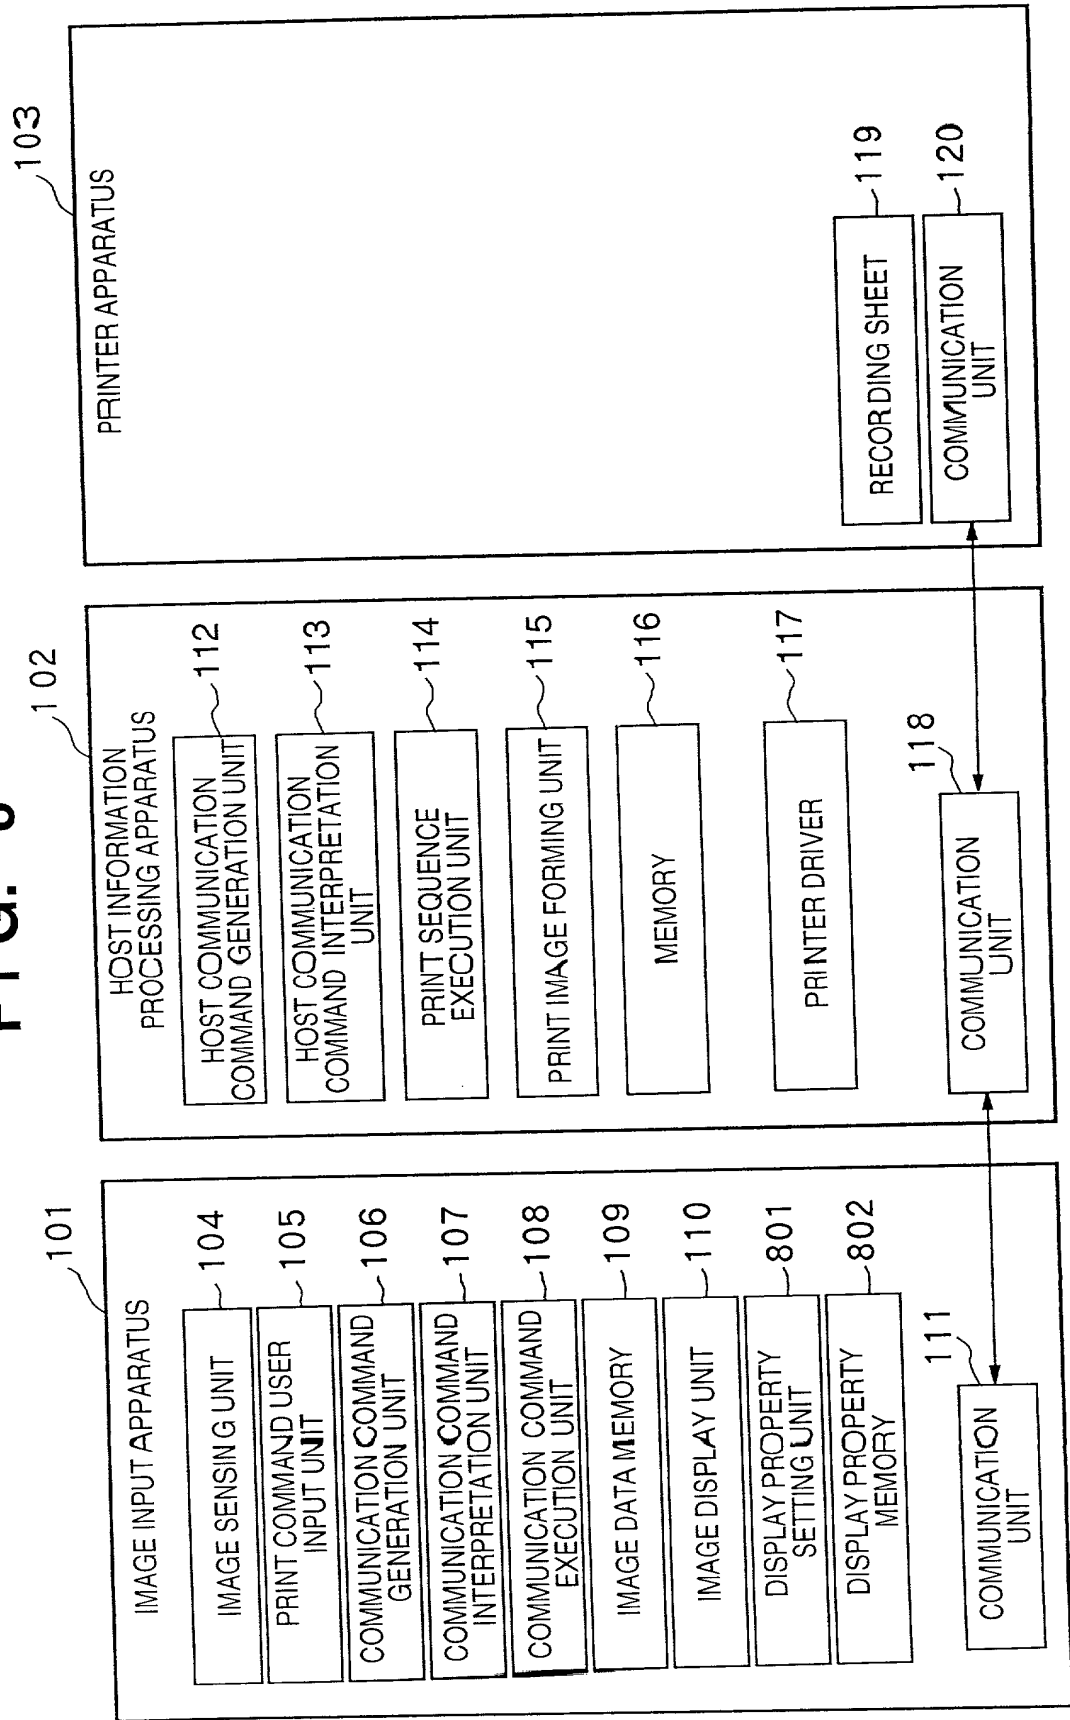 IMAGE INPUT APPARATUS
101
IMAGE SENSING UNIT
104
PRINT COMMAND USER
INPUT UNIT
105
COMMUNICATION COMMAND
GENERATION UNIT
106
COMMUNICATION COMMAND
INTERPRETATION UNIT
107
COMMUNICATION COMMAND
EXECUTION UNIT
108
IMAGE DATA MEMORY
109
IMAGE DISPLAY UNIT
110
DISPLAY PROPERTY
SETTING UNIT
801
DISPLAY PROPERTY
MEMORY
802
COMMUNICATION
UNIT
111
HOST INFORMATION
PROCESSING APPARATUS
102
HOST COMMUNICATION
COMMAND GENERATION UNIT
112
HOST COMMUNICATION
COMMAND INTERPRETATION
UNIT
113
PRINT SEQUENCE
EXECUTION UNIT
114
PRINT IMAGE FORMING UNIT
115
MEMORY
116
PRINTER DRIVER
117
COMMUNICATION
UNIT
118
PRINTER APPARATUS
103
RECORDING SHEET
119
COMMUNICATION
UNIT
120